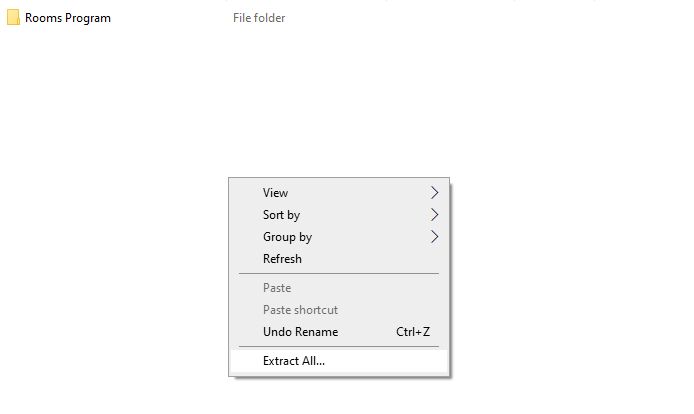 Rooms Program File folder
View
Sort by
Group by
Refresh
Paste
Paste shortcut
Undo Rename Ctrl+Z
Extract All...